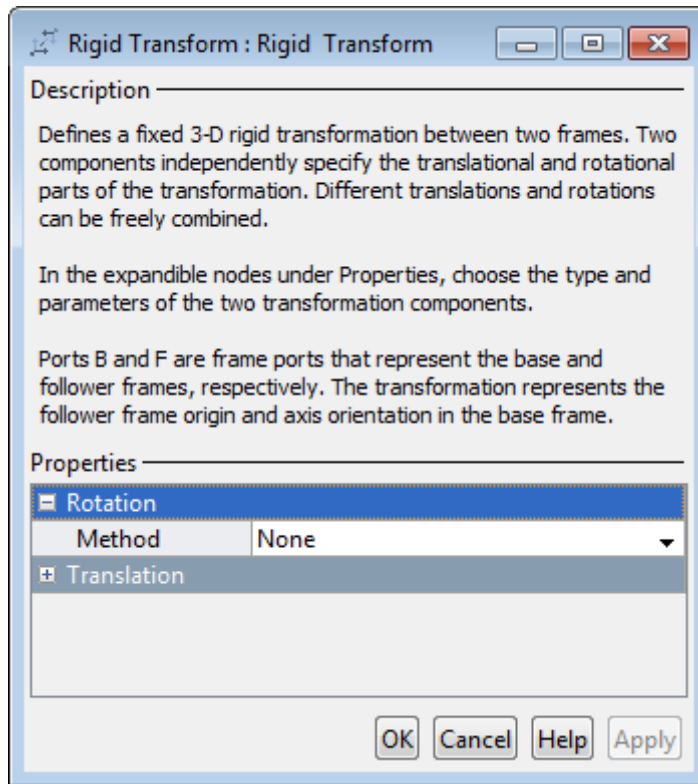 Rigid Transform : Rigid Transform
Description
Defines a fixed 3-D rigid transformation between two frames. Two
components independently specify the translational and rotational
parts of the transformation. Different translations and rotations
can be freely combined.
In the expandible nodes under Properties, choose the type and
parameters of the two transformation components.
Ports B and F are frame ports that represent the base and
follower frames, respectively. The transformation represents the
follower frame origin and axis orientation in the base frame.
Properties
Rotation
Method None
Translation
OK Cancel Help Apply